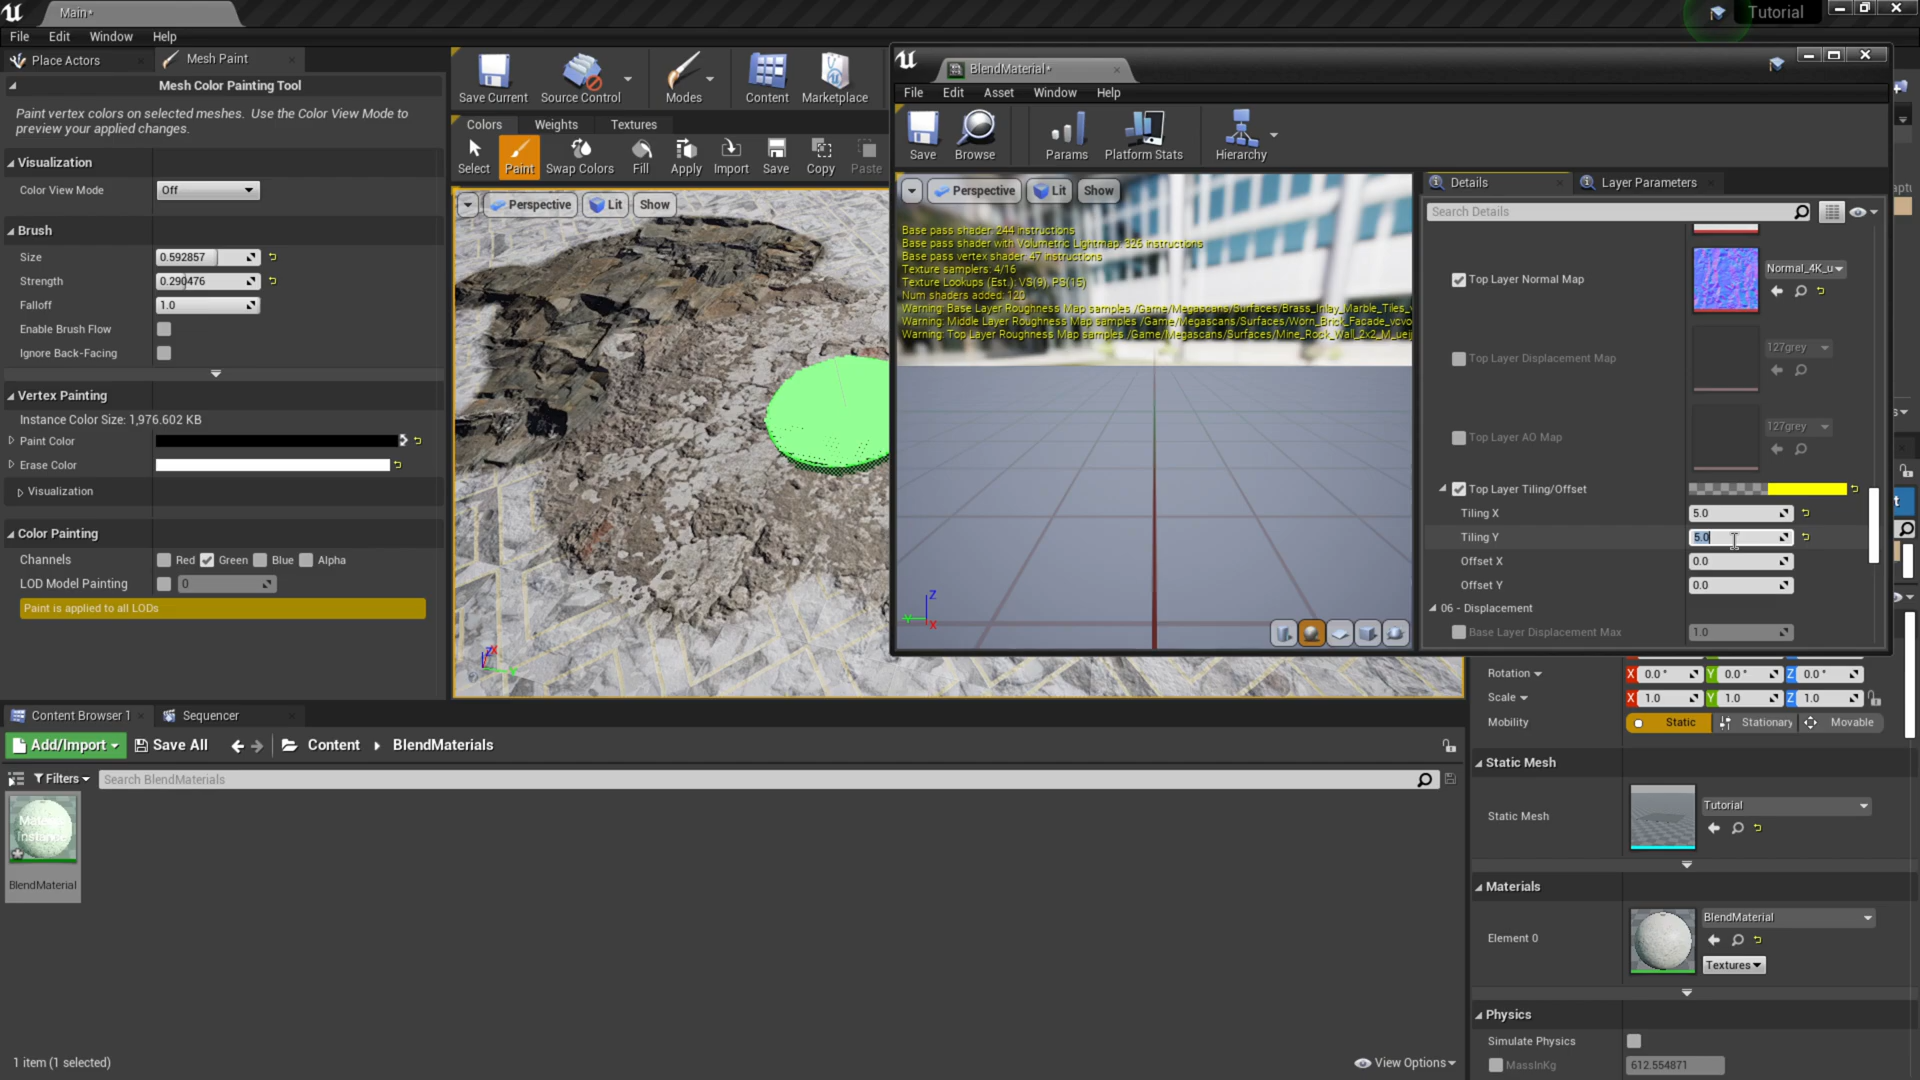 Main*
Tutorial
File Edit Window Help
Place Actors
Mesh Paint
Mesh Color Painting Tool
Paint vertex colors on selected meshes. Use the Color View Mode to
preview your applied changes.
Visualization
Color View Mode
Off
Brush
Size
0.592857
Strength
0.290476
Falloff
1.0
Enable Brush Flow
Ignore Back-Facing
Vertex Painting
Instance Color Size: 1,976.602 KB
Paint Color
Erase Color
Visualization
Color Painting
Channels
Red Green Blue Alpha
LOD Model Painting
0
Paint is applied to all LODs
Save Current
Source Control
Modes
Content
Marketplace
Colors Weights Textures
Select Paint Swap Colors Fill Apply Import Save Copy Paste
Perspective Lit Show
BlendMaterial*
File Edit Asset Window Help
Save Browse Params Platform Stats Hierarchy
Perspective Lit Show
Base pass shader: 244 instructions
Base pass shader with Volumetric Lightmap: 326 instructions
Base pass vertex shader: 47 instructions
Texture samplers: 4/16
Texture Lookups (Est.): VS(9), PS(15)
Num shaders added: 120
Warning: Base Layer Roughness Map samples /Game/Megascans/Surfaces/Brass_Inlay_Marble_Tiles_
Warning: Middle Layer Roughness Map samples /Game/Megascans/Surfaces/Worn_Brick_Facade_vcvo
Warning: Top Layer Roughness Map samples /Game/Megascans/Surfaces/Mine_Rock_Wall_2x2_M_ueij
Z
Y
X
Details
Layer Parameters
Search Details
Top Layer Normal Map
Normal_4K_u
Top Layer Displacement Map
127grey
Top Layer AO Map
127grey
Top Layer Tiling/Offset
Tiling X
5.0
Tiling Y
5.0
Offset X
0.0
Offset Y
0.0
06 - Displacement
Base Layer Displacement Max
1.0
Rotation
X 0.0° Y 0.0° Z 0.0°
Scale
X 1.0 Y 1.0 Z 1.0
Mobility
Static Stationary Movable
Static Mesh
Static Mesh
Tutorial
Materials
Element 0
BlendMaterial
Textures
Physics
Simulate Physics
MassInKg
612.554871
Content Browser 1
Sequencer
Add/Import
Save All
Content
BlendMaterials
Filters
Search BlendMaterials
Material
Instance
BlendMaterial
1 item (1 selected)
View Options